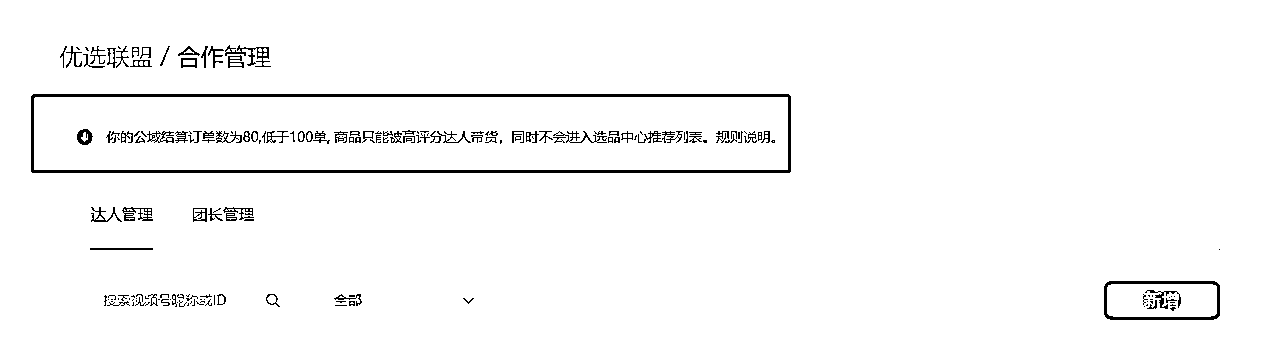 优选联盟 / 合作管理
你的公域结算订单数为80,低于100单, 商品只能被高评分达人带货，同时不会进入选品中心推荐列表。规则说明。
达人管理 团长管理
搜索视频号昵称或ID 全部 新增